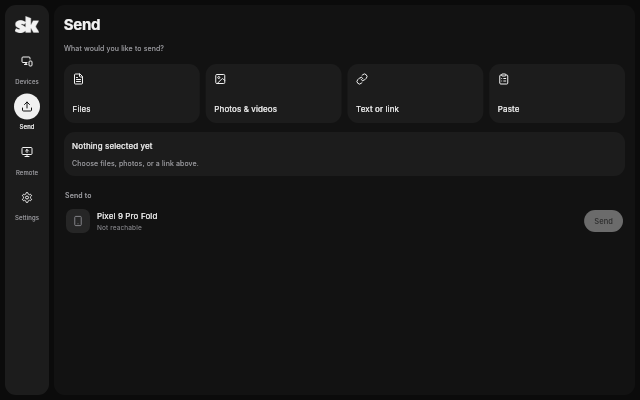 sk
Send
What would you like to send?
Devices
Send
Remote
Settings
Files
Photos & videos
Text or link
Paste
Nothing selected yet
Choose files, photos, or a link above.
Send to
Pixel 9 Pro Fold
Not reachable
Send